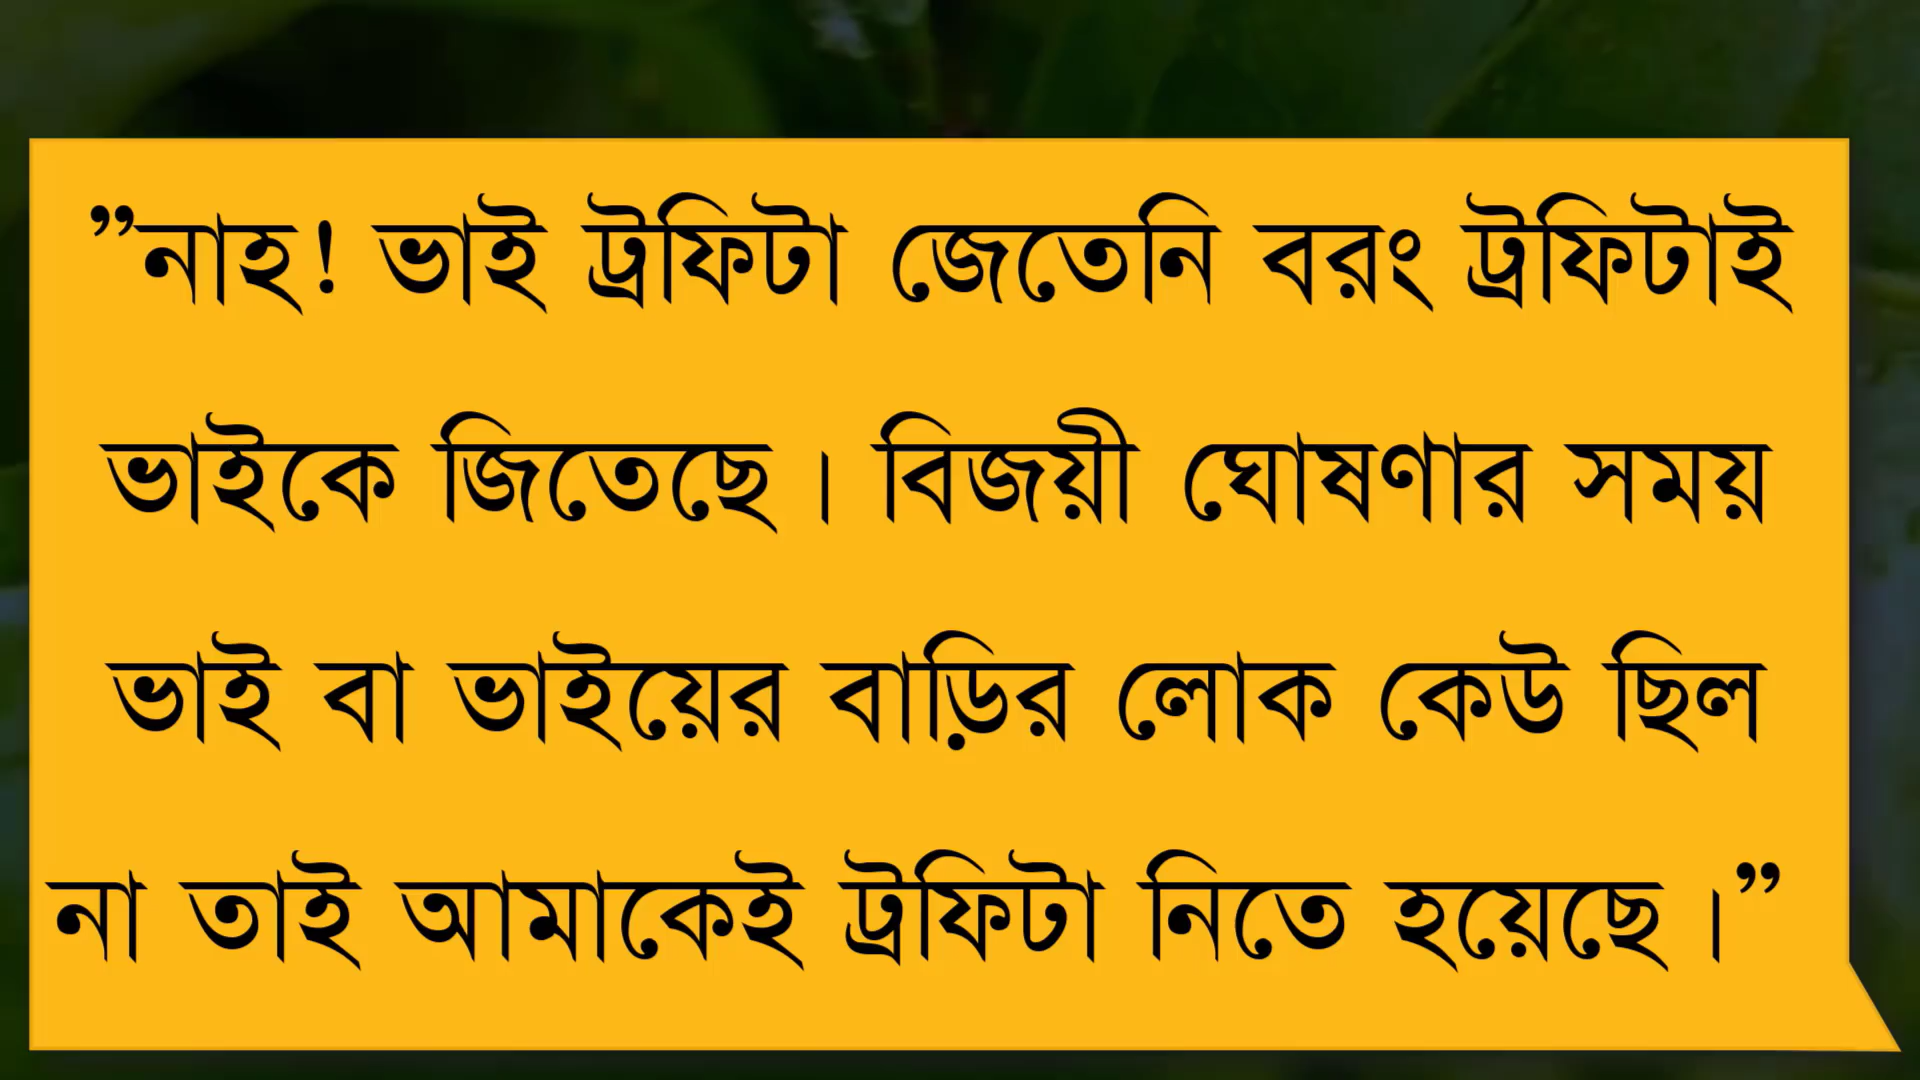 ”নাহ! ভাই ট্রফিটা জেতেনি বরং ট্রফিটাই
ভাইকে জিতেছে। বিজয়ী ঘোষণার সময়
ভাই বা ভাইয়ের বাড়ির লোক কেউ ছিল
না তাই আমাকেই ট্রফিটা নিতে হয়েছে।”